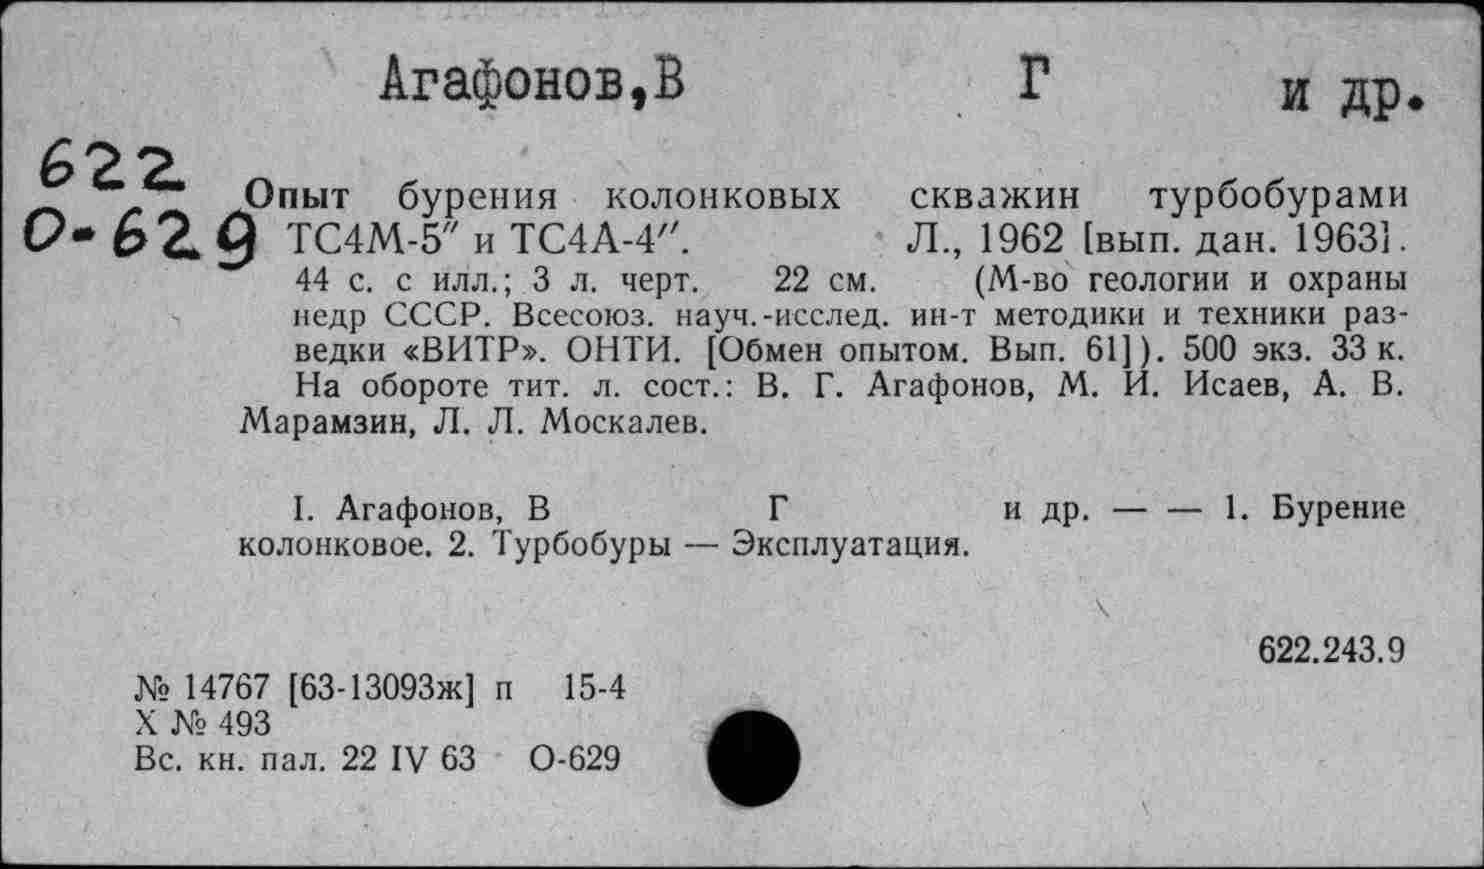 Агафонов,В Г и др.
622
О-629
Опыт бурения колонковых скважин турбобурами
ТС4М-5″ и ТС4А-4″. Л., 1962 [вып. дан. 1963].
44 с. с илл.; 3 л. черт. 22 см. (М-во геологии и охраны
недр СССР. Всесоюз. науч.-исслед. ин-т методики и техники раз-
ведки «ВИТР». ОНТИ. [Обмен опытом. Вып. 61]). 500 экз. 33 к.
На обороте тит. л. сост.: В. Г. Агафонов, М. И. Исаев, А. В.
Марамзин, Л. Л. Москалев.
I. Агафонов, В Г и др. — — 1. Бурение
колонковое. 2. Турбобуры — Эксплуатация.
622.243.9
№ 14767 [63-13093ж] п 15-4
Х № 493
Вс. кн. пал. 22 IV 63 О-629